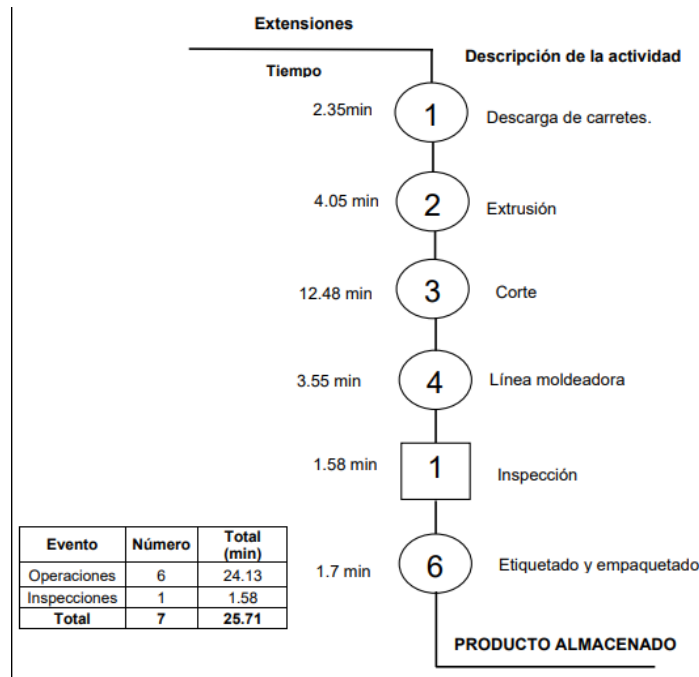 Extensiones
Tiempo
Descripción de la actividad
2.35min
1
Descarga de carretes.
4.05 min
2
Extrusión
12.48 min
3
Corte
3.55 min
4
Línea moldeadora
1.58 min
1
Inspección
1.7 min
6
Etiquetado y empaquetado
Evento Número Total (min)
Operaciones 6 24.13
Inspecciones 1 1.58
Total 7 25.71
PRODUCTO ALMACENADO